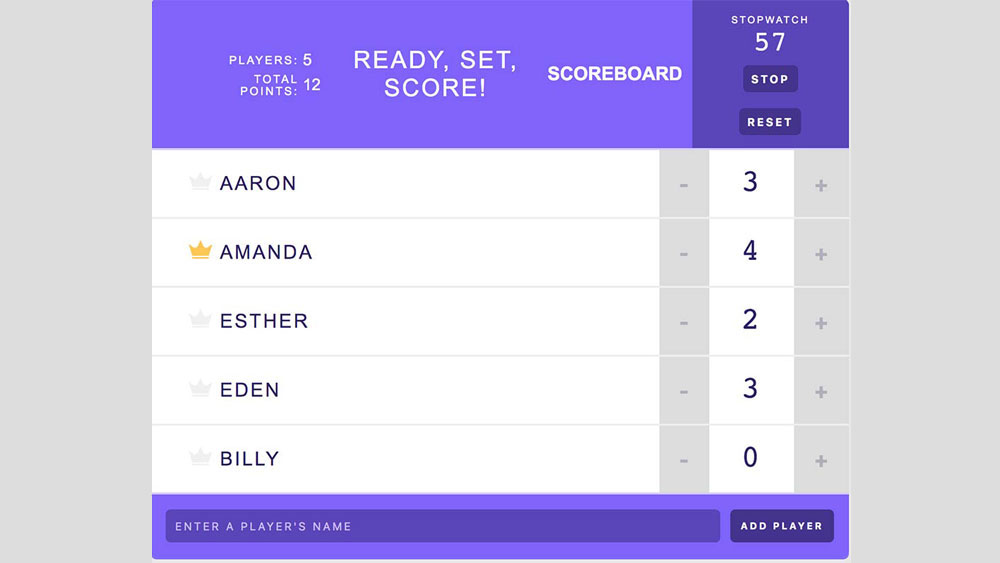 PLAYERS: 5
TOTAL POINTS: 12
READY, SET,
SCORE!
SCOREBOARD
STOPWATCH
57
STOP
RESET
AARON - 3 +
AMANDA - 4 +
ESTHER - 2 +
EDEN - 3 +
BILLY - 0 +
ENTER A PLAYER'S NAME ADD PLAYER